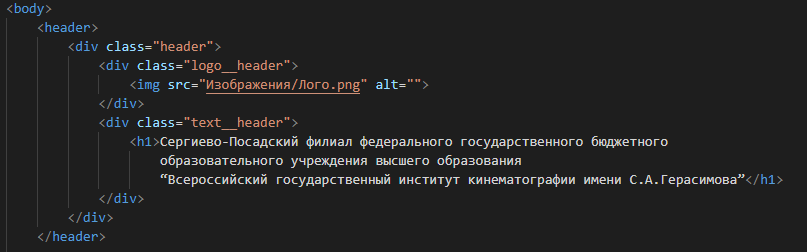 <body>
<header>
<div class="header">
<div class="logo__header">
<img src="Изображения/Лого.png" alt="">
</div>
<div class="text__header">
<h1>Сергиево-Посадский филиал федерального государственного бюджетного
образовательного учреждения высшего образования
“Всероссийский государственный институт кинематографии имени С.А.Герасимова”</h1>
</div>
</div>
</header>